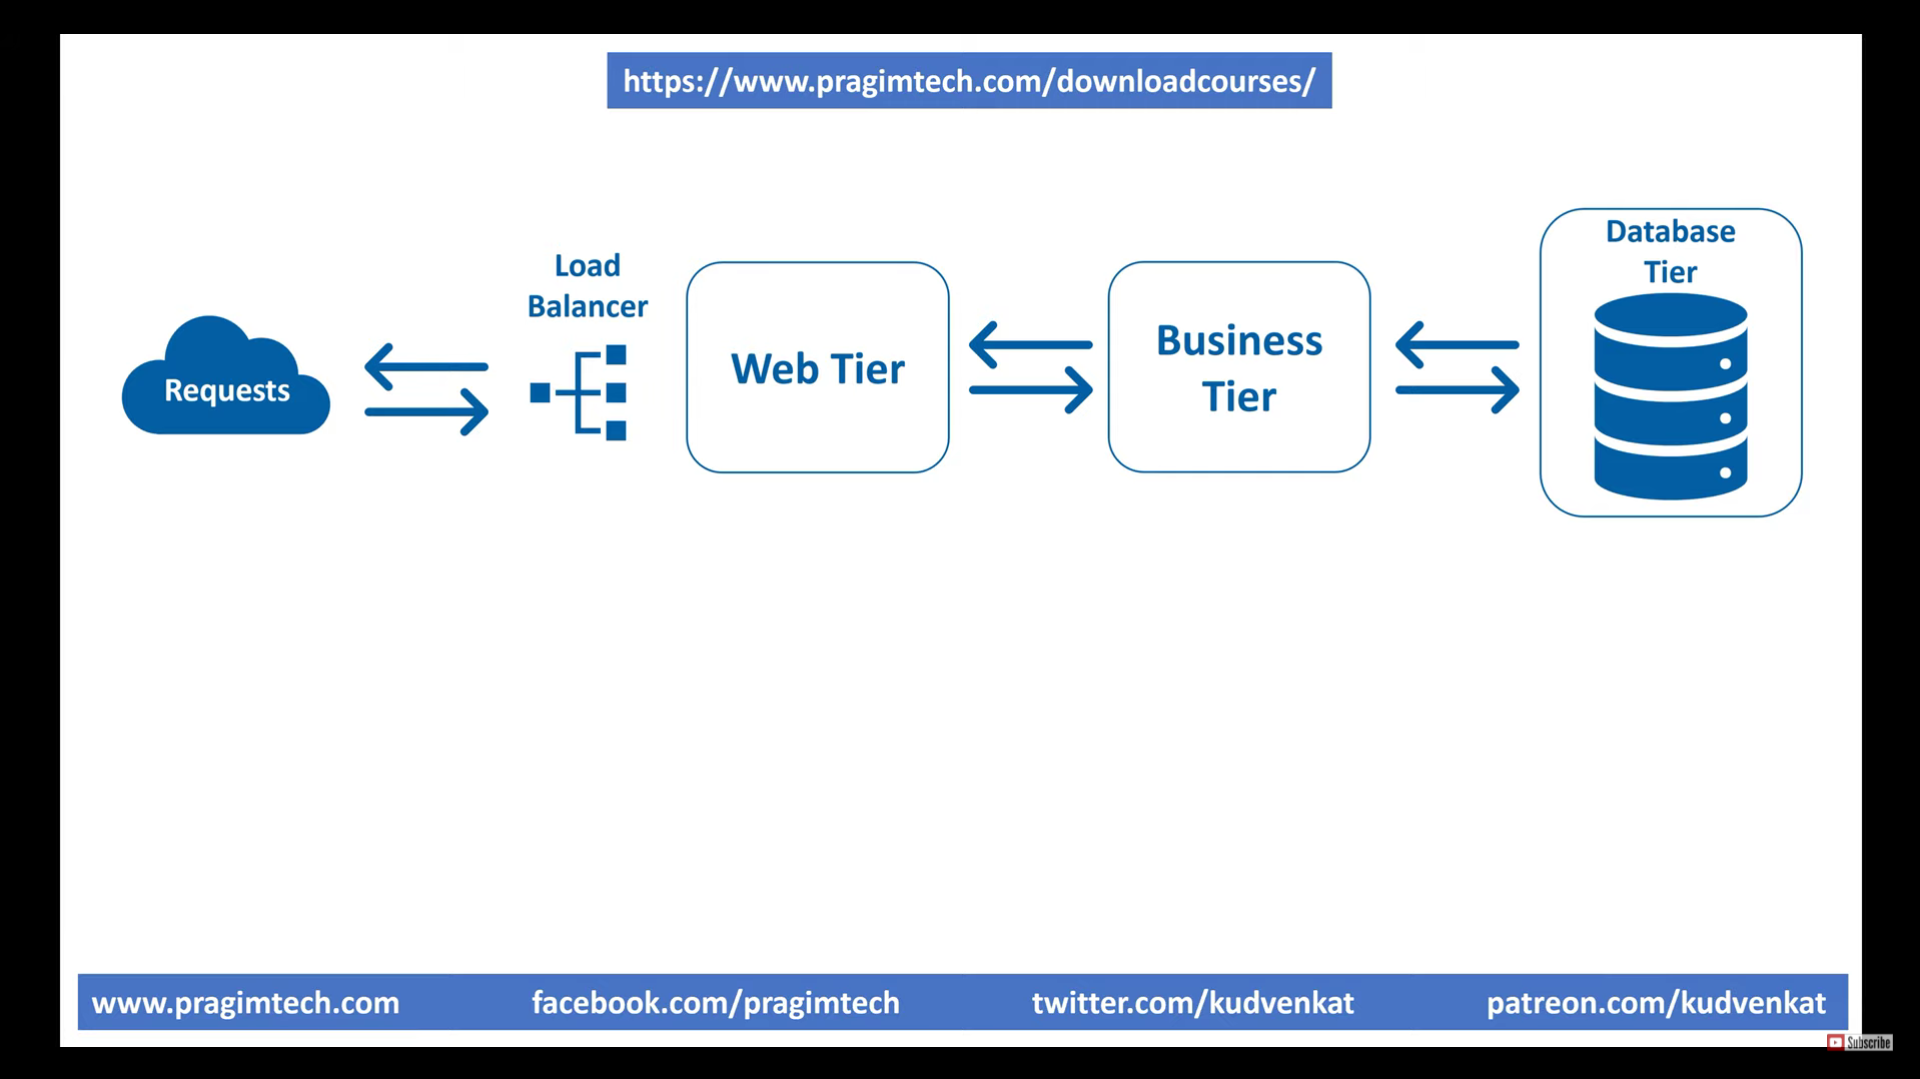 https://www.pragimtech.com/downloadcourses/
Requests
Load
Balancer
Web Tier
Business
Tier
Database
Tier
www.pragimtech.com
facebook.com/pragimtech
twitter.com/kudvenkat
patreon.com/kudvenkat
Subscribe